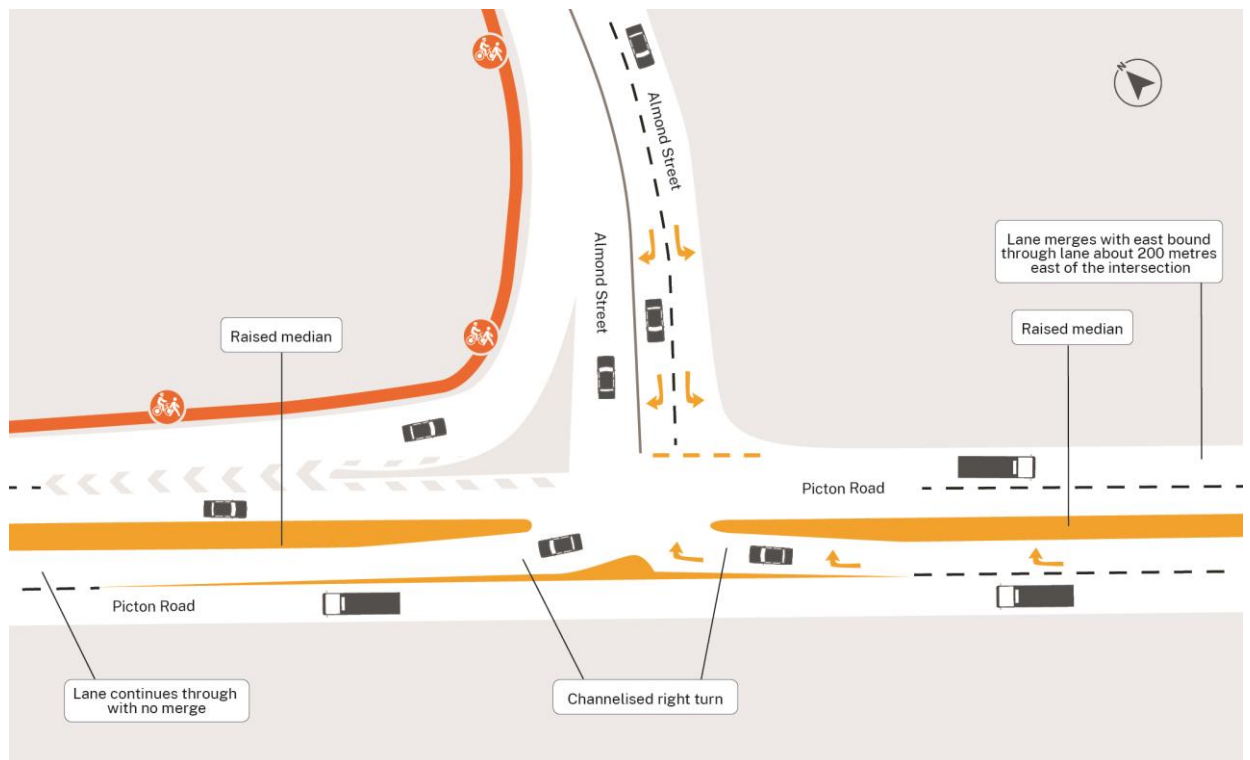 N
Almond Street
Almond Street
Lane merges with east bound
through lane about 200 metres
east of the intersection
Raised median
Raised median
Picton Road
Picton Road
Lane continues through
with no merge
Channelised right turn